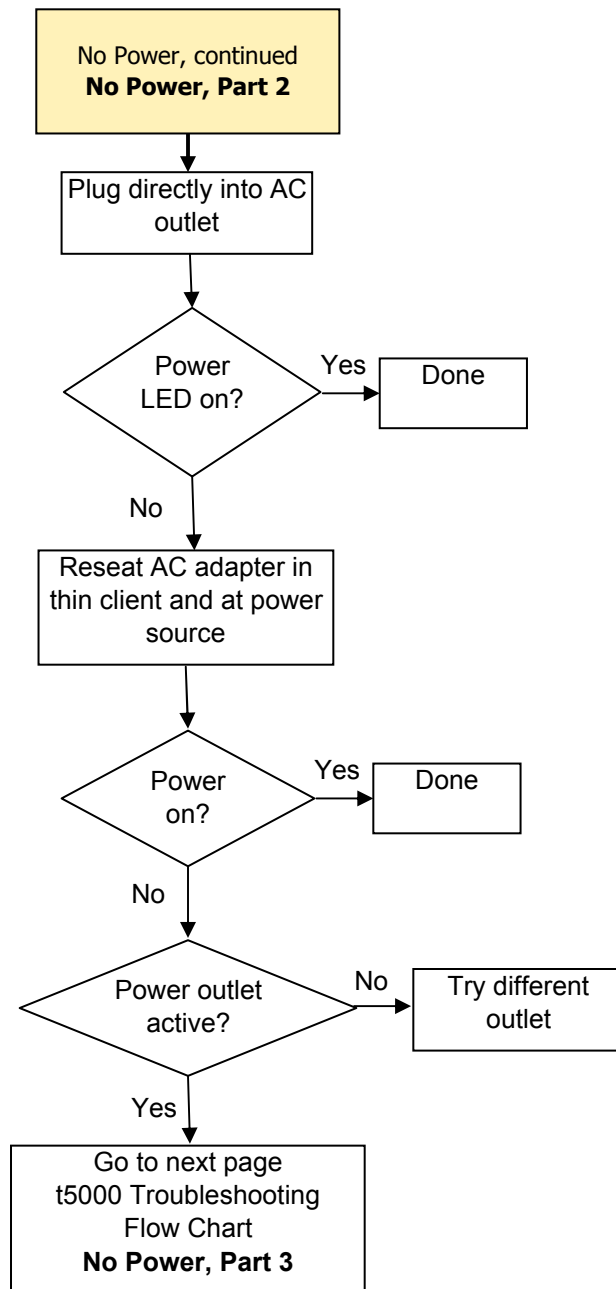 No Power, continued
No Power, Part 2
Plug directly into AC
outlet
Power
LED on?
Yes
Done
No
Reseat AC adapter in
thin client and at power
source
Power
on?
Yes
Done
No
Power outlet
active?
No
Try different
outlet
Yes
Go to next page
t5000 Troubleshooting
Flow Chart
No Power, Part 3